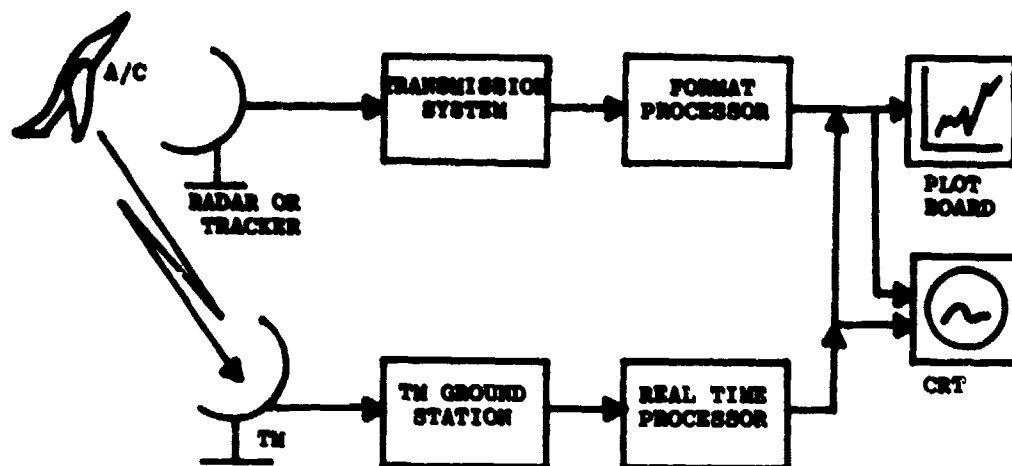 A/C
TRANSMISSION
SYSTEM
FORMAT
PROCESSOR
PLOT
BOARD
RADAR OR
TRACKER
CRT
TM GROUND
STATION
REAL TIME
PROCESSOR
TM